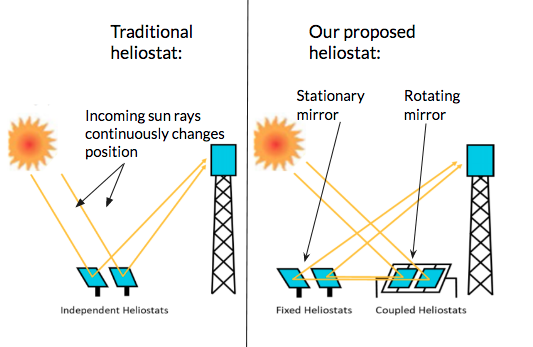 Traditional
heliostat:
Incoming sun rays
continuously changes
position
Independent Heliostats
Our proposed
heliostat:
Stationary
mirror
Rotating
mirror
Fixed Heliostats
Coupled Heliostats